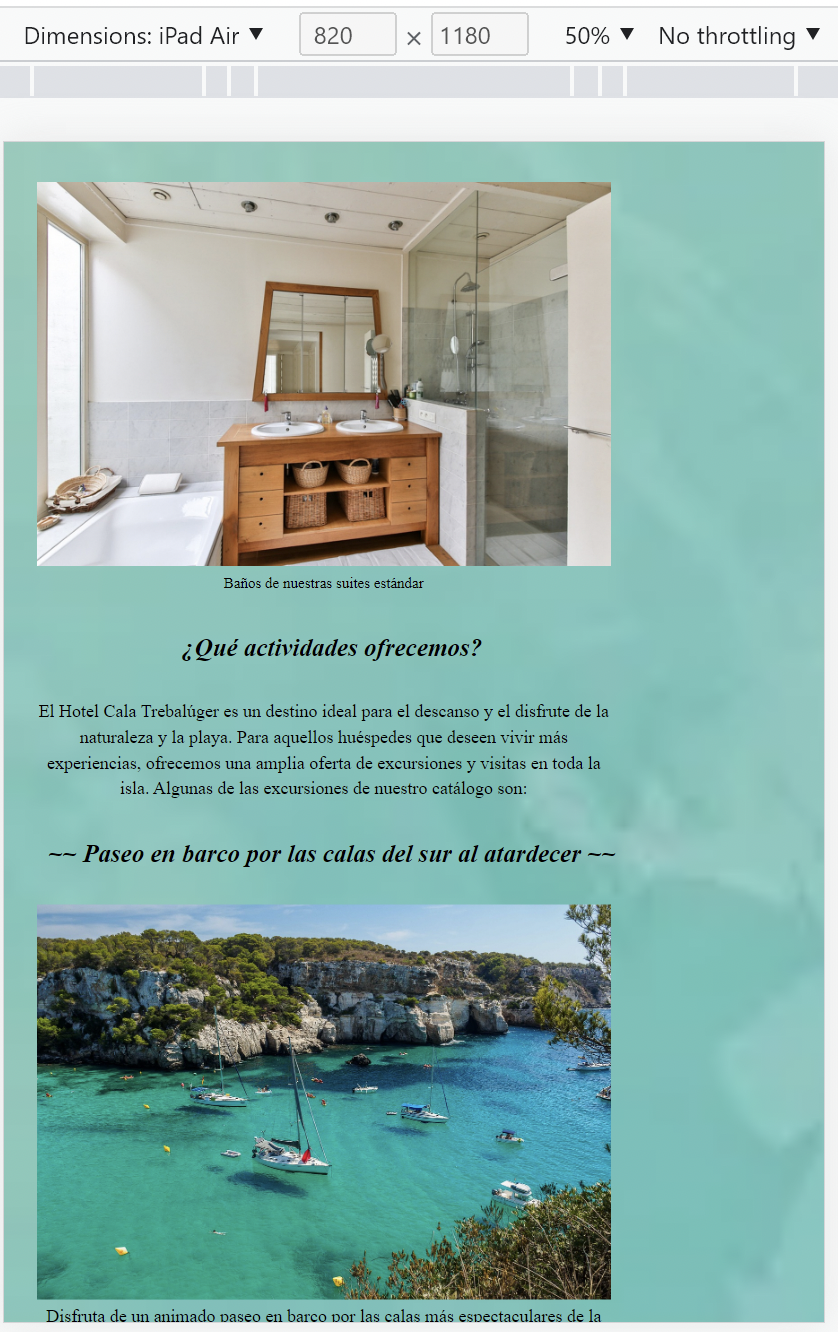 Dimensions: iPad Air ▼ 820 × 1180 50% ▼ No throttling ▼
Baños de nuestras suites estándar
¿Qué actividades ofrecemos?
El Hotel Cala Trebalúger es un destino ideal para el descanso y el disfrute de la
naturaleza y la playa. Para aquellos huéspedes que deseen vivir más
experiencias, ofrecemos una amplia oferta de excursiones y visitas en toda la
isla. Algunas de las excursiones de nuestro catálogo son:
~~ Paseo en barco por las calas del sur al atardecer ~~
Disfruta de un animado paseo en barco por las calas más espectaculares de la